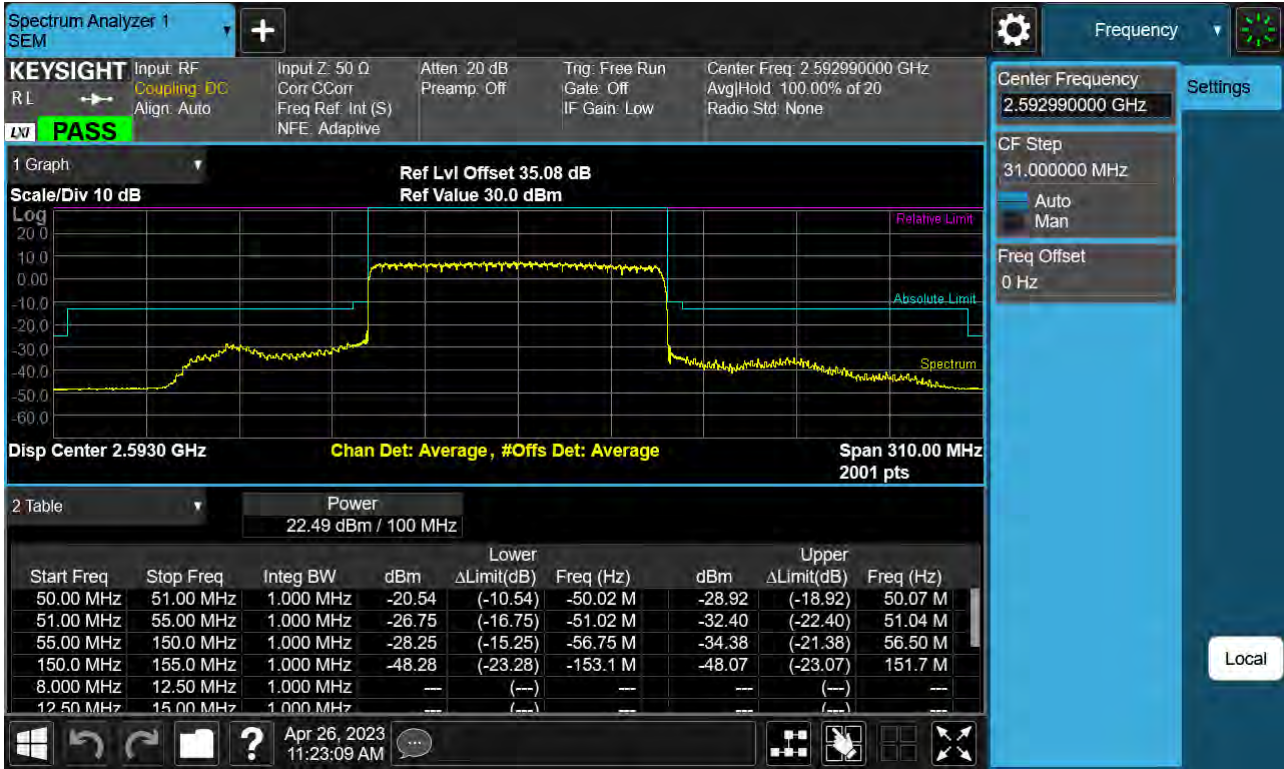 Spectrum Analyzer 1
SEM
+
Frequency
KEYSIGHT
RL
LXI
PASS
Input: RF
Coupling: DC
Align: Auto
Input Z: 50 Ω
Corr CCorr
Freq Ref: Int (S)
NFE: Adaptive
Atten: 20 dB
Preamp: Off
Trig: Free Run
Gate: Off
IF Gain: Low
Center Freq: 2.592990000 GHz
Avg|Hold: 100.00% of 20
Radio Std: None
Center Frequency
2.592990000 GHz
Settings
CF Step
31.000000 MHz
Auto
Man
Freq Offset
0 Hz
Local
1 Graph
Scale/Div 10 dB
Ref Lvl Offset 35.08 dB
Ref Value 30.0 dBm
Log
20.0
10.0
0.00
-10.0
-20.0
-30.0
-40.0
-50.0
-60.0
Relative Limit
Absolute Limit
Spectrum
Disp Center 2.5930 GHz
Chan Det: Average, #Offs Det: Average
Span 310.00 MHz
2001 pts
2 Table
Power
22.49 dBm / 100 MHz
Lower Upper
Start Freq Stop Freq Integ BW dBm ΔLimit(dB) Freq (Hz) dBm ΔLimit(dB) Freq (Hz)
50.00 MHz 51.00 MHz 1.000 MHz -20.54 (-10.54) -50.02 M -28.92 (-18.92) 50.07 M
51.00 MHz 55.00 MHz 1.000 MHz -26.75 (-16.75) -51.02 M -32.40 (-22.40) 51.04 M
55.00 MHz 150.0 MHz 1.000 MHz -28.25 (-15.25) -56.75 M -34.38 (-21.38) 56.50 M
150.0 MHz 155.0 MHz 1.000 MHz -48.28 (-23.28) -153.1 M -48.07 (-23.07) 151.7 M
8.000 MHz 12.50 MHz 1.000 MHz --- (---) --- --- (---) ---
12.50 MHz 15.00 MHz 1.000 MHz --- (---) --- --- (---) ---
?
Apr 26, 2023
11:23:09 AM